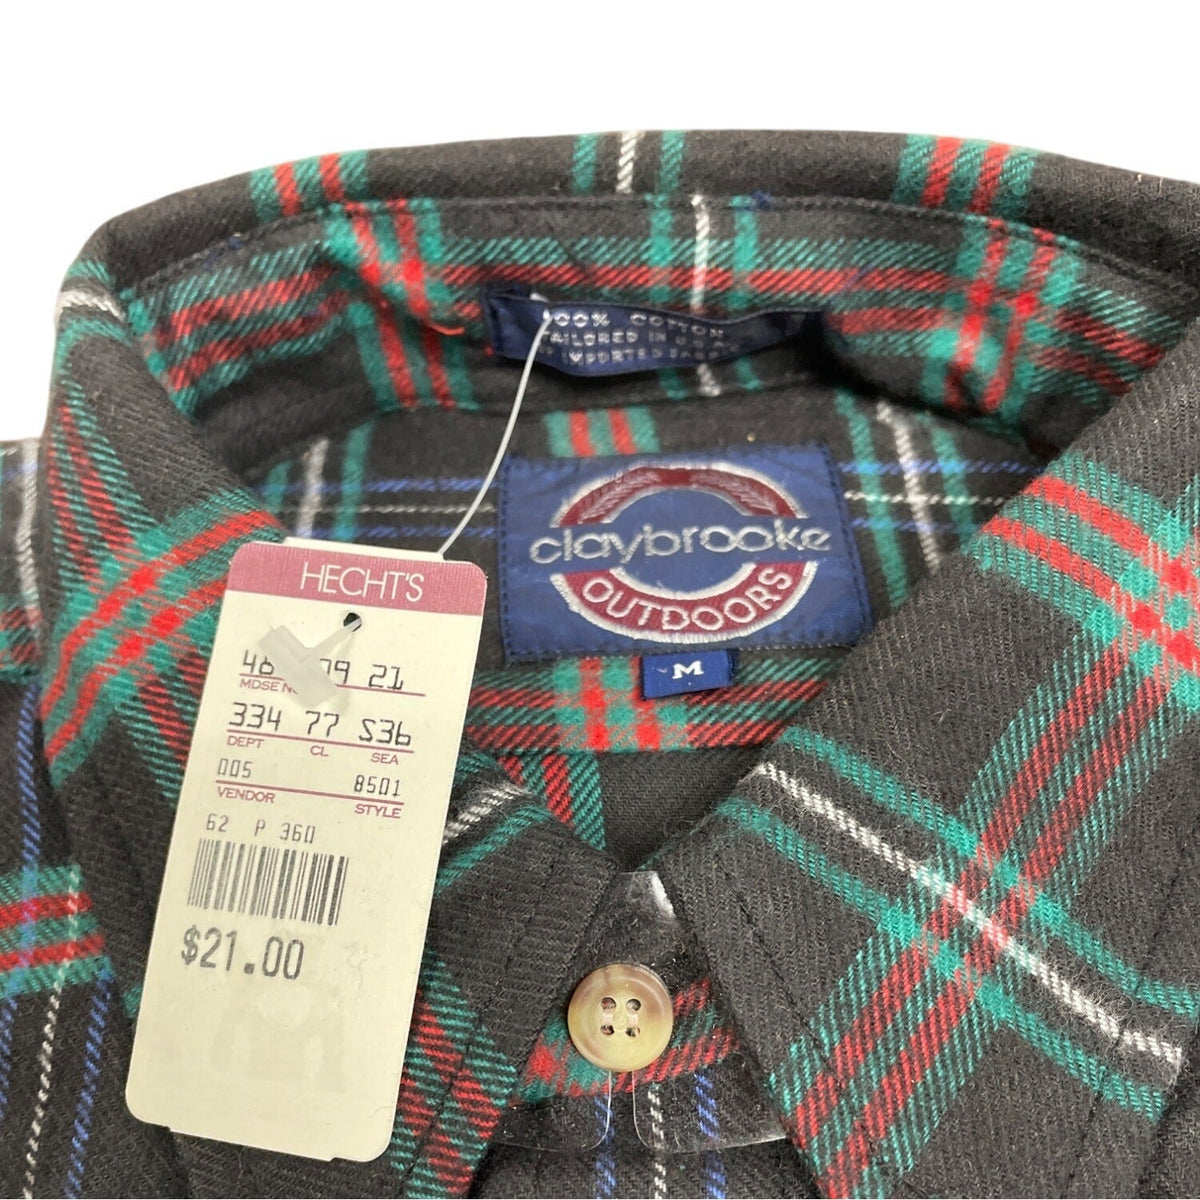 100% COTTON
TAILORED IN U.S.A.
IMPORTED FABRIC
claybrooke
OUTDOORS
M
HECHT'S
09 21
MDSE
334 77 S36
DEPT CL SEA
005 8501
VENDOR STYLE
62 P 360
$21.00